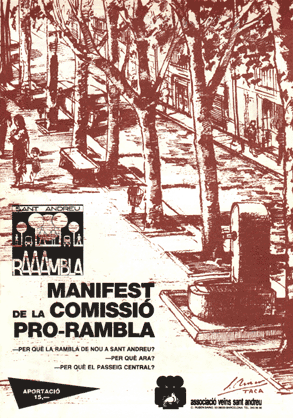 SANT ANDREU
RAAAMBLA
MANIFEST
DE LA COMISSIÓ
PRO-RAMBLA
—PER QUÈ LA RAMBLA DE NOU A SANT ANDREU?
—PER QUÈ ARA?
—PER QUÈ EL PASSEIG CENTRAL?
APORTACIÓ
15,—
associació veïns sant andreu